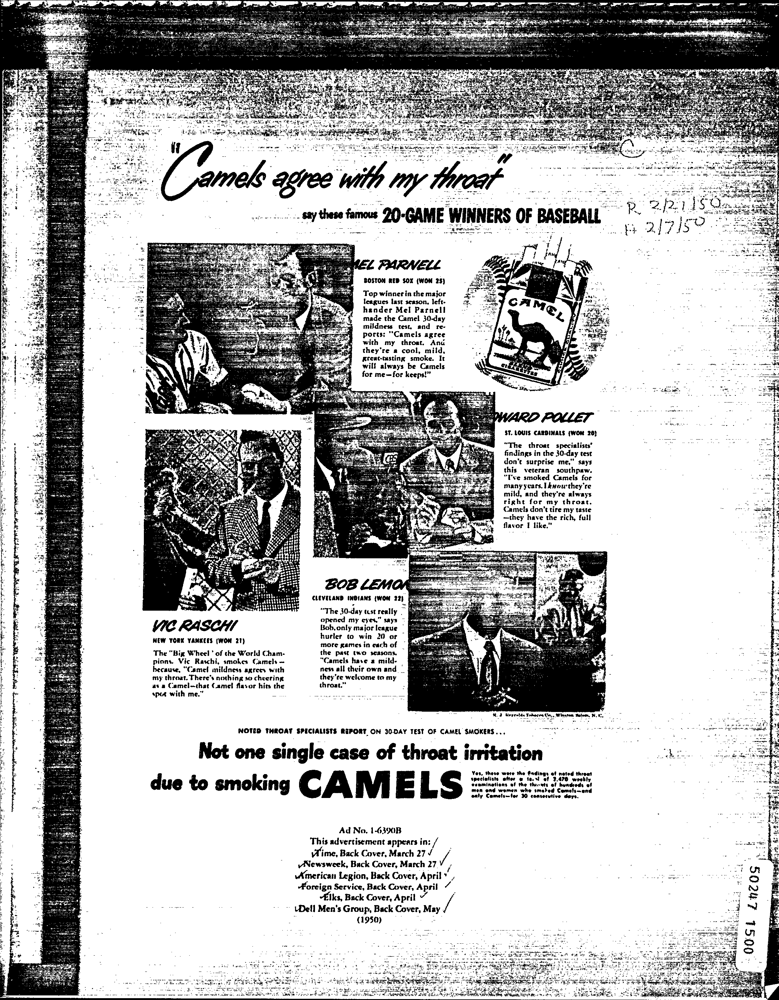 "Camels agree with my throat"
say these famous 20-GAME WINNERS OF BASEBALL
C
R 2/21/50
H 2/7/50
MEL PARNELL
BOSTON RED SOX (WON 25)
Top winner in the major
leagues last season, left-
hander Mel Parnell
made the Camel 30-day
mildness test, and re-
ports: "Camels agree
with my throat. And
they're a cool, mild,
great-tasting smoke. It
will always be Camels
for me—for keeps!"
CAMEL
HOWARD POLLET
ST. LOUIS CARDINALS (WON 20)
"The throat specialists'
findings in the 30-day test
don't surprise me," says
this veteran southpaw.
"I've smoked Camels for
many years. I know they're
mild, and they're always
right for my throat.
Camels don't tire my taste
—they have the rich, full
flavor I like."
VIC RASCHI
NEW YORK YANKEES (WON 21)
The "Big Wheel" of the World Cham-
pions, Vic Raschi, smokes Camels—
because, "Camel mildness agrees with
my throat. There's nothing so cheering
as a Camel—that Camel flavor hits the
spot with me."
BOB LEMON
CLEVELAND INDIANS (WON 22)
"The 30-day test really
opened my eyes," says
Bob, only major league
hurler to win 20 or
more games in each of
the past two seasons.
"Camels have a mild-
ness all their own and
they're welcome to my
throat."
R. J. Reynolds Tobacco Co., Winston Salem, N. C.
NOTED THROAT SPECIALISTS REPORT ON 30-DAY TEST OF CAMEL SMOKERS...
Not one single case of throat irritation
due to smoking CAMELS
Yes, these were the findings of noted throat
specialists after a total of 2,470 weekly
examinations of the throats of hundreds of
men and women who smoked Camels—and
only Camels—for 30 consecutive days.
Ad No. 1-6390B
This advertisement appears in:
Time, Back Cover, March 27
Newsweek, Back Cover, March 27
American Legion, Back Cover, April
Foreign Service, Back Cover, April
Elks, Back Cover, April
Dell Men's Group, Back Cover, May
(1950)
50247 1500